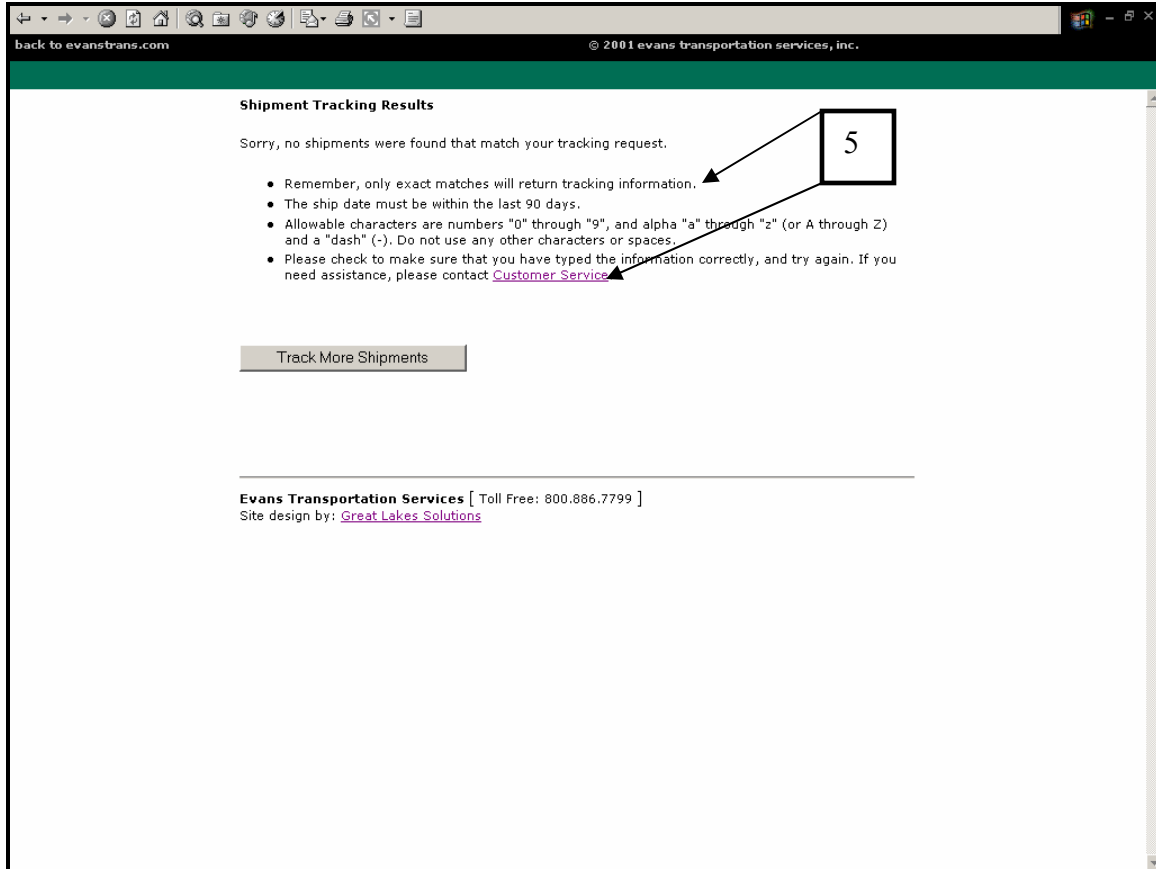 back to evanstrans.com © 2001 evans transportation services, inc.
Shipment Tracking Results
Sorry, no shipments were found that match your tracking request.
5
● Remember, only exact matches will return tracking information.
● The ship date must be within the last 90 days.
● Allowable characters are numbers "0" through "9", and alpha "a" through "z" (or A through Z)
and a "dash" (-). Do not use any other characters or spaces.
● Please check to make sure that you have typed the information correctly, and try again. If you
need assistance, please contact Customer Service
Track More Shipments
Evans Transportation Services [ Toll Free: 800.886.7799 ]
Site design by: Great Lakes Solutions